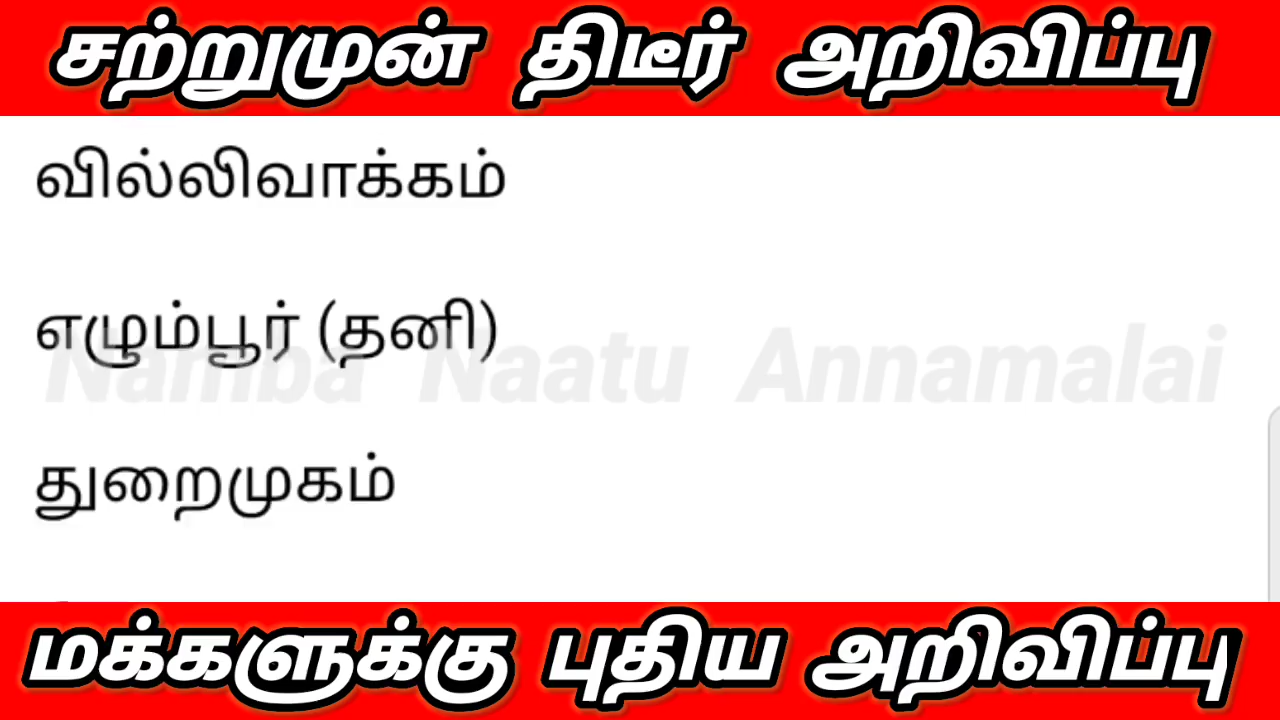 சற்றுமுன் திடீர் அறிவிப்பு
வில்லிவாக்கம்
எழும்பூர் (தனி)
Namba Naatu Annamalai
துறைமுகம்
மக்களுக்கு புதிய அறிவிப்பு